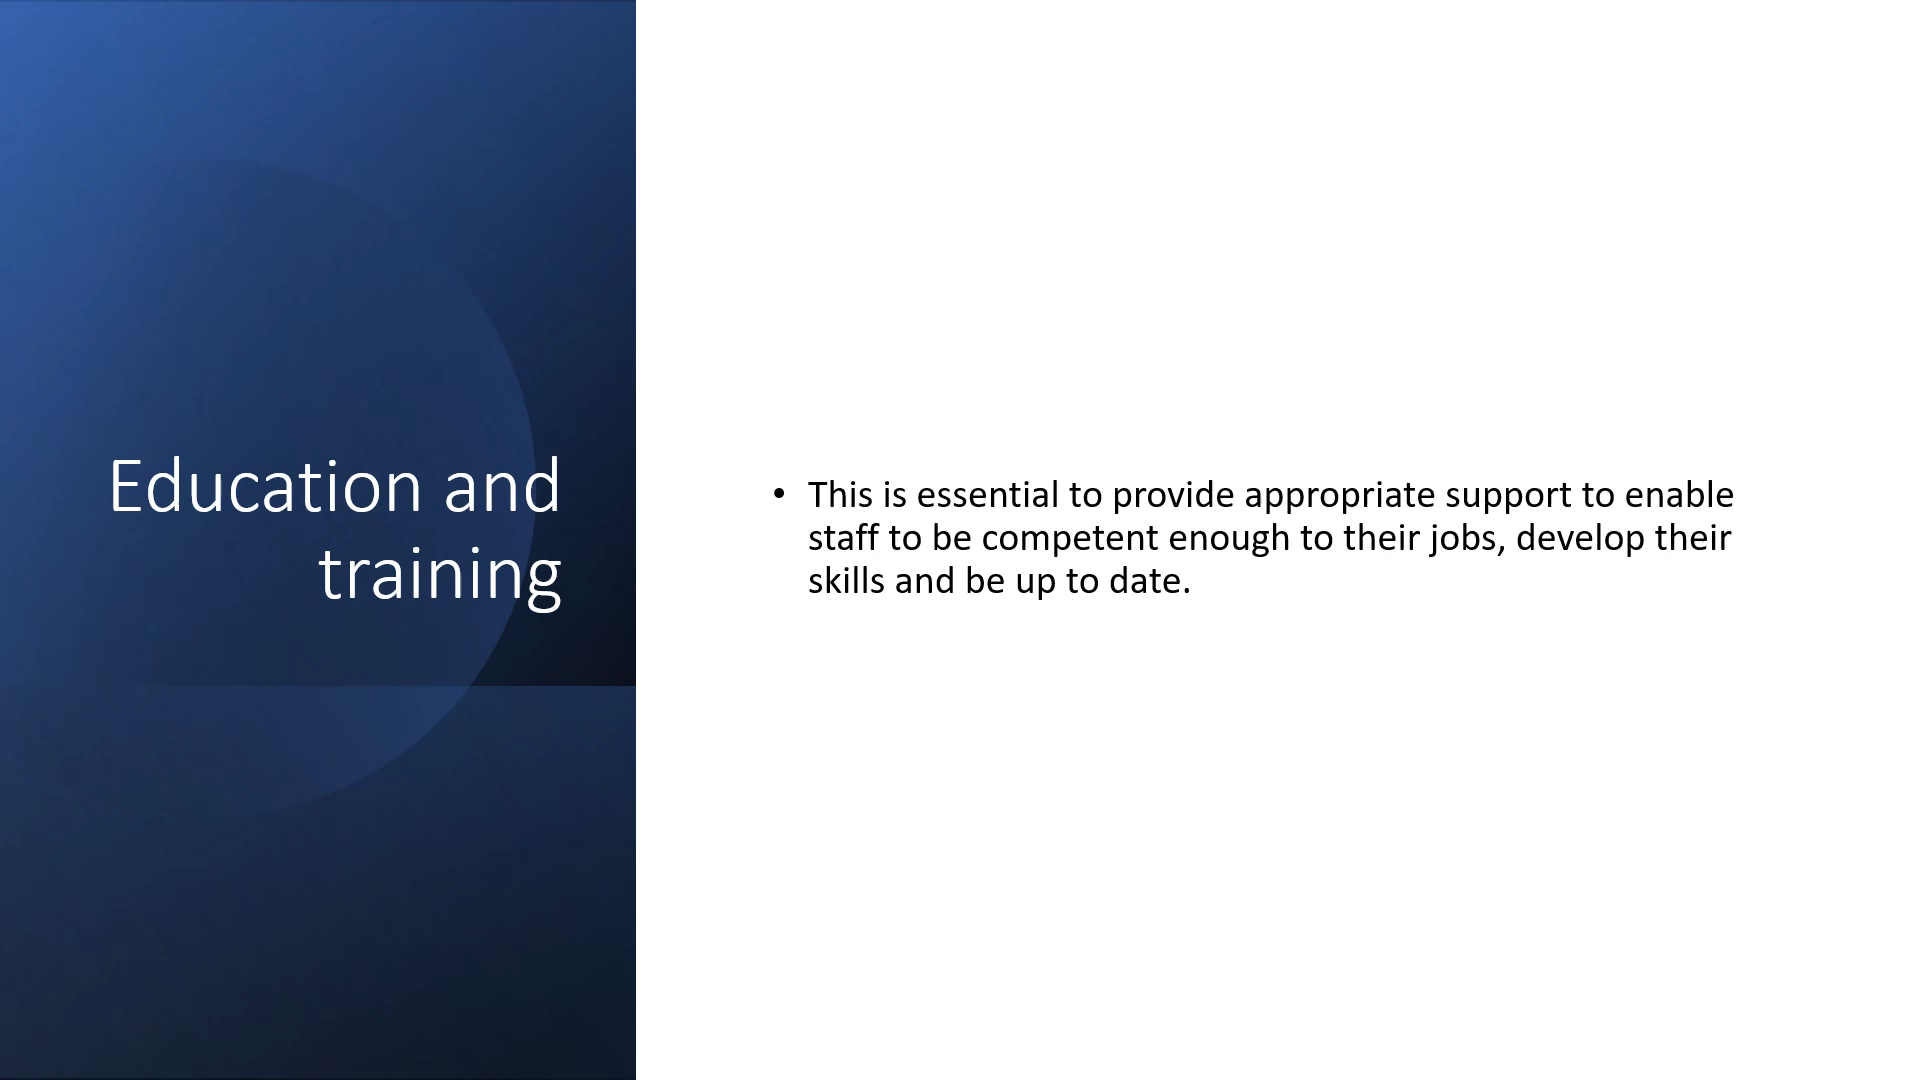 Education and
training
• This is essential to provide appropriate support to enable
staff to be competent enough to their jobs, develop their
skills and be up to date.